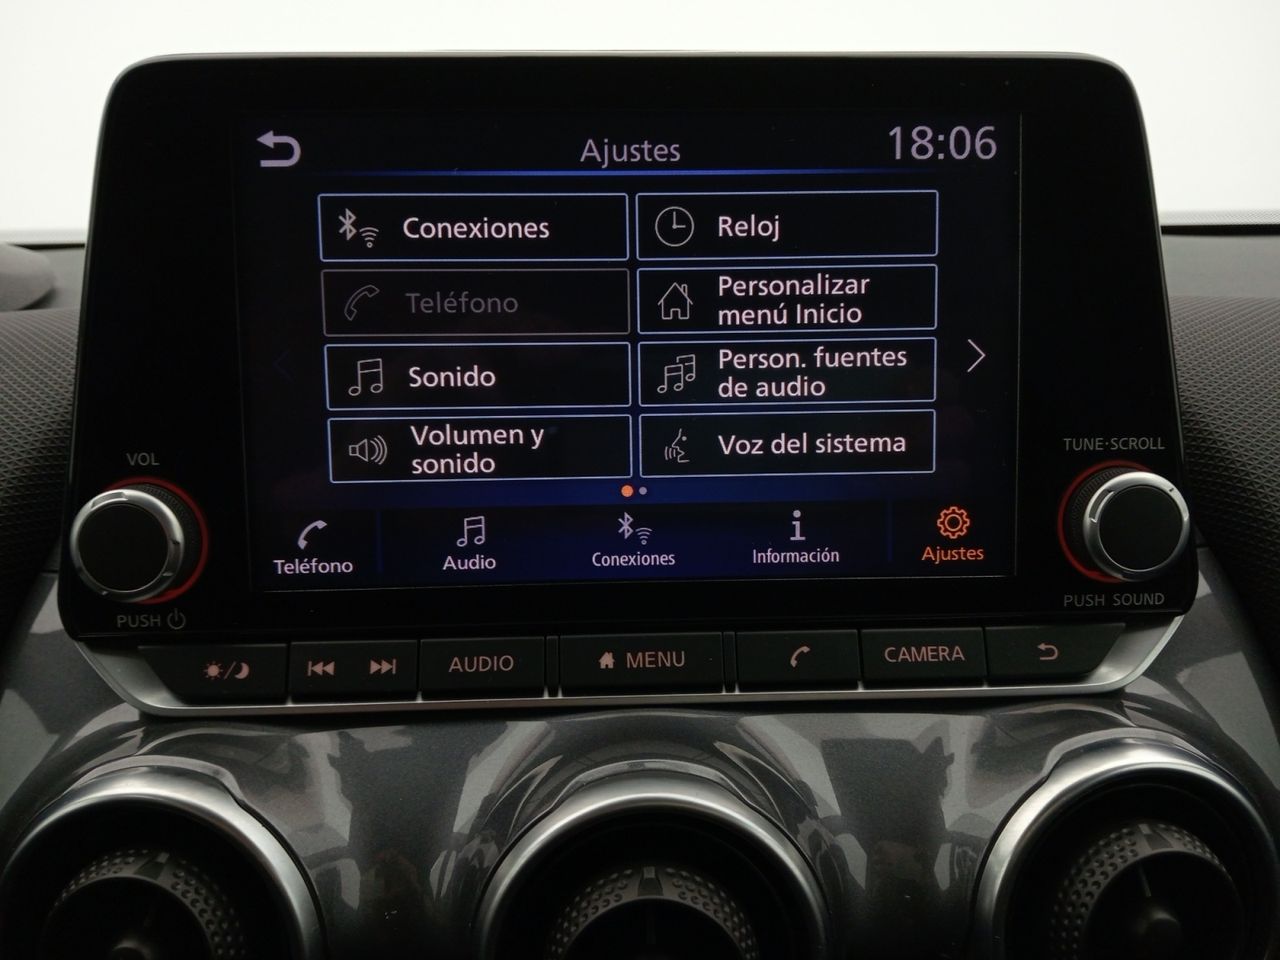 Ajustes
18:06
Conexiones
Reloj
Teléfono
Personalizar
menú Inicio
Sonido
Person. fuentes
de audio
Volumen y
sonido
Voz del sistema
Teléfono
Audio
Conexiones
Información
Ajustes
VOL
PUSH
TUNE·SCROLL
PUSH SOUND
AUDIO
MENU
CAMERA